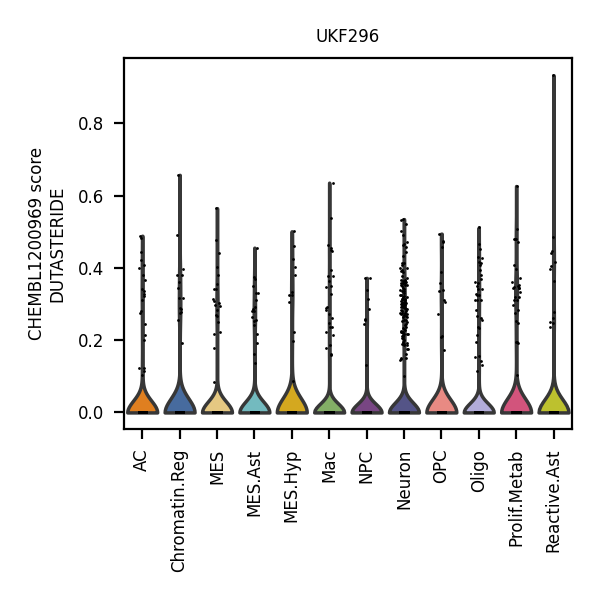 UKF296
CHEMBL1200969 score
DUTASTERIDE
0.8
0.6
0.4
0.2
0.0
AC
Chromatin.Reg
MES
MES.Ast
MES.Hyp
Mac
NPC
Neuron
OPC
Oligo
Prolif.Metab
Reactive.Ast